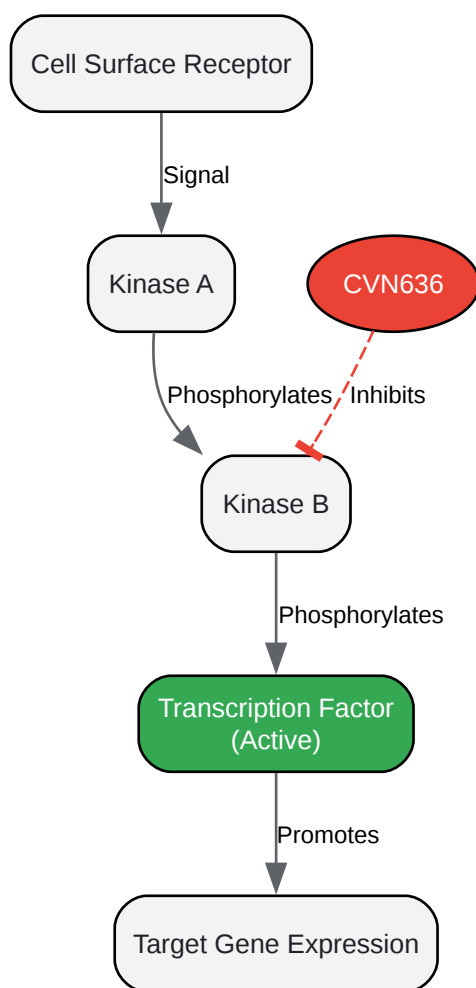 Cell Surface Receptor
Signal
Kinase A
CVN636
Phosphorylates
Inhibits
Kinase B
Phosphorylates
Transcription Factor
(Active)
Promotes
Target Gene Expression